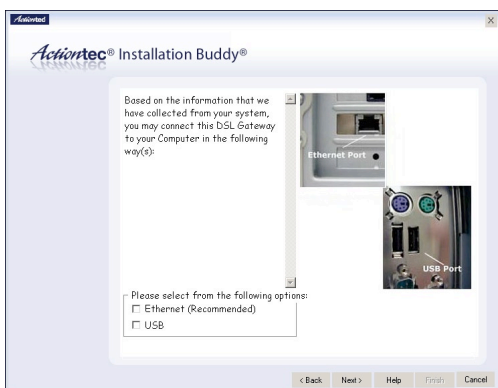 Actiontec
Actiontec® Installation Buddy®
Based on the information that we
have collected from your system,
you may connect this DSL Gateway
to your Computer in the following
way(s):
Ethernet Port
USB Port
Please select from the following options:
Ethernet (Recommended)
USB
< Back Next > Help Finish Cancel